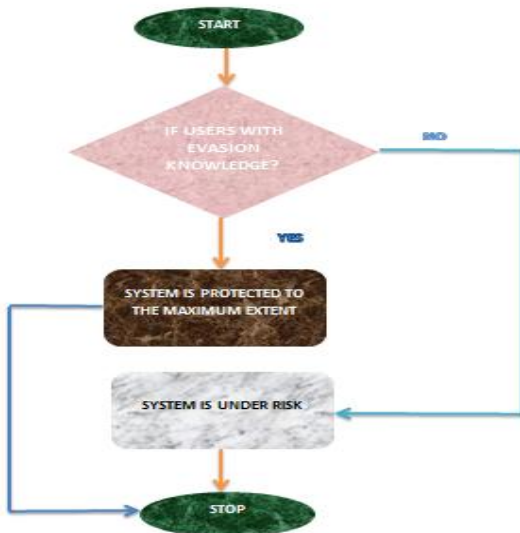 START
IF USERS WITH
EVASION
KNOWLEDGE?
NO
YES
SYSTEM IS PROTECTED TO
THE MAXIMUM EXTENT
SYSTEM IS UNDER RISK
STOP